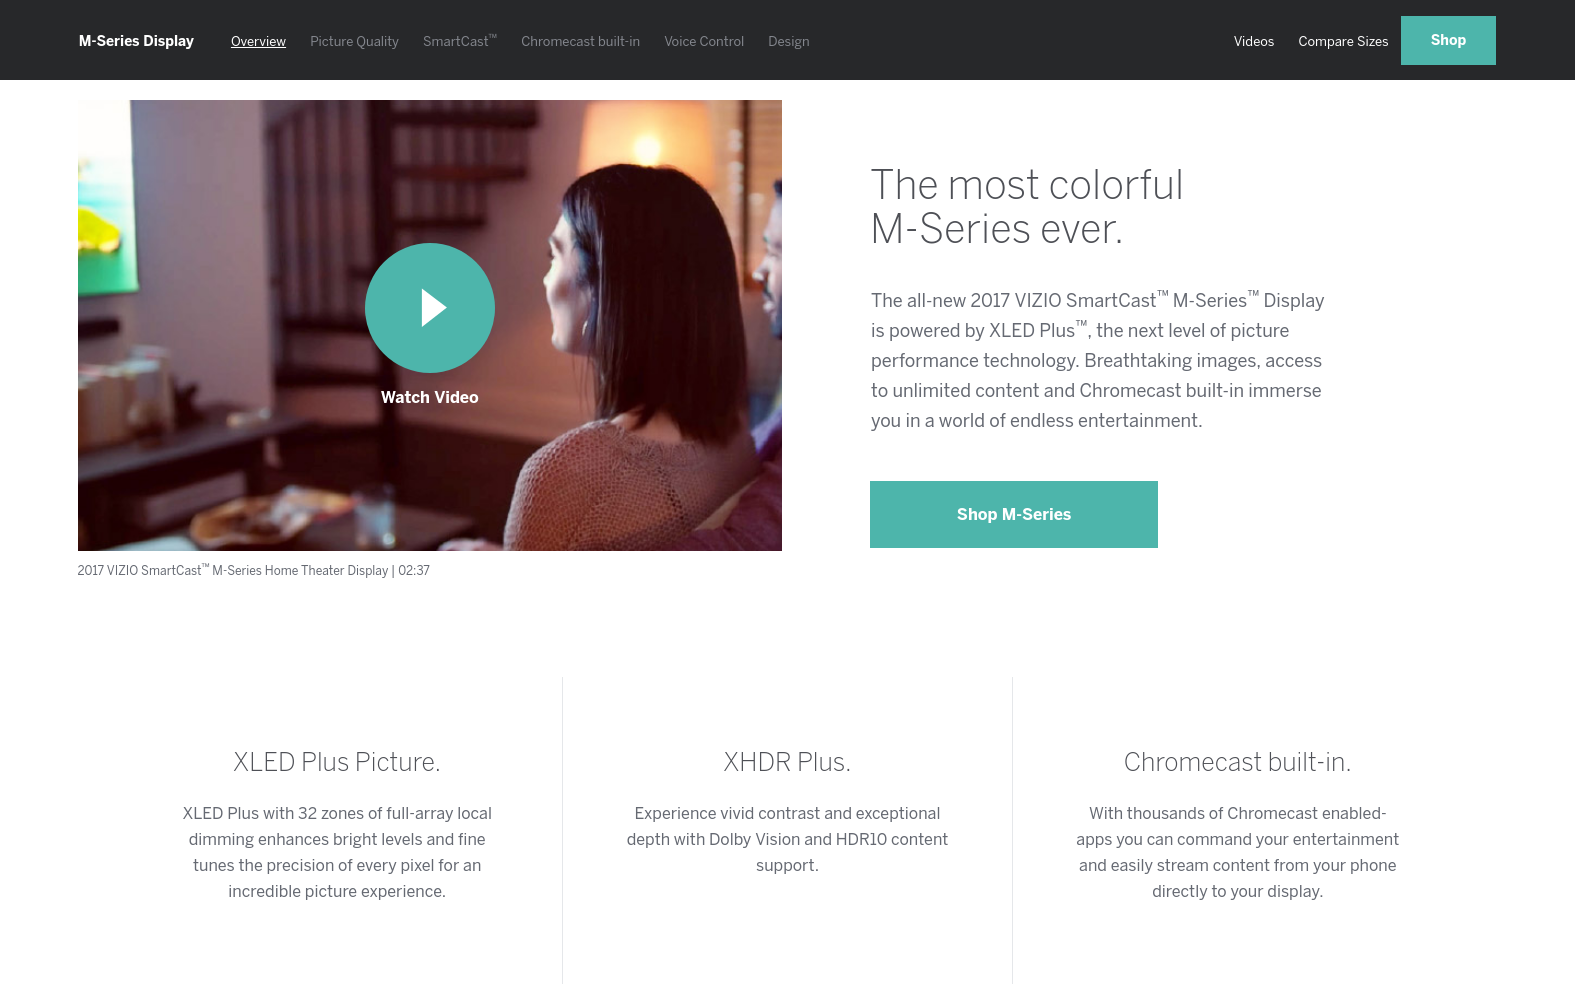 M-Series Display Overview Picture Quality SmartCast™ Chromecast built-in Voice Control Design Videos Compare Sizes Shop
The most colorful
M-Series ever.
The all-new 2017 VIZIO SmartCast™ M-Series™ Display
is powered by XLED Plus™, the next level of picture
performance technology. Breathtaking images, access
to unlimited content and Chromecast built-in immerse
you in a world of endless entertainment.
Shop M-Series
Watch Video
2017 VIZIO SmartCast™ M-Series Home Theater Display | 02:37
XLED Plus Picture.
XLED Plus with 32 zones of full-array local
dimming enhances bright levels and fine
tunes the precision of every pixel for an
incredible picture experience.
XHDR Plus.
Experience vivid contrast and exceptional
depth with Dolby Vision and HDR10 content
support.
Chromecast built-in.
With thousands of Chromecast enabled-
apps you can command your entertainment
and easily stream content from your phone
directly to your display.